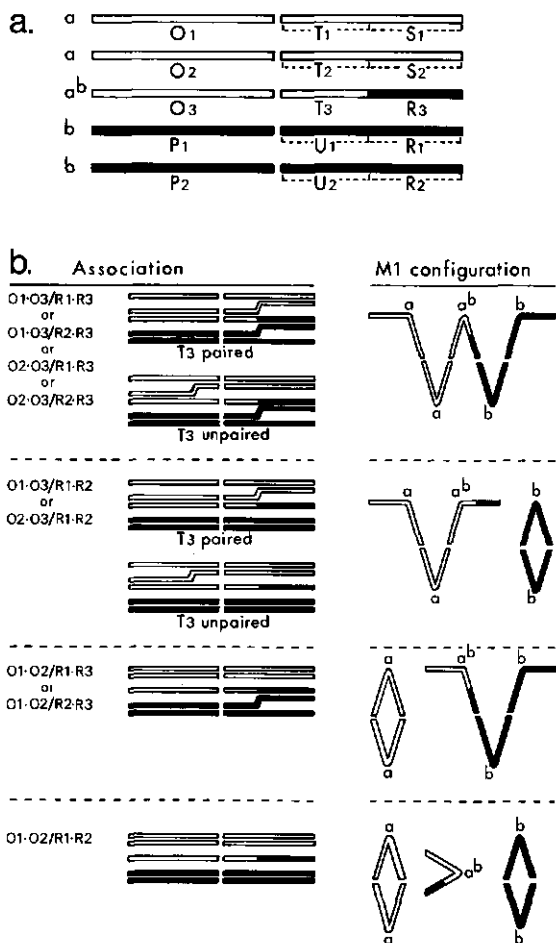 a.
a O1 T1 S1
a O2 T2 S2
ab O3 T3 R3
b P1 U1 R1
b P2 U2 R2
b. Association M1 configuration
O1·O3/R1·R3
or
O1·O3/R2·R3
or
O2·O3/R1·R3
or
O2·O3/R2·R3
T3 paired
T3 unpaired
a ab b
a b
O1·O3/R1·R2
or
O2·O3/R1·R2
T3 paired
T3 unpaired
a ab b
a b
O1·O2/R1·R3
or
O1·O2/R2·R3
a ab b
a b
O1·O2/R1·R2
a b
ab
a b